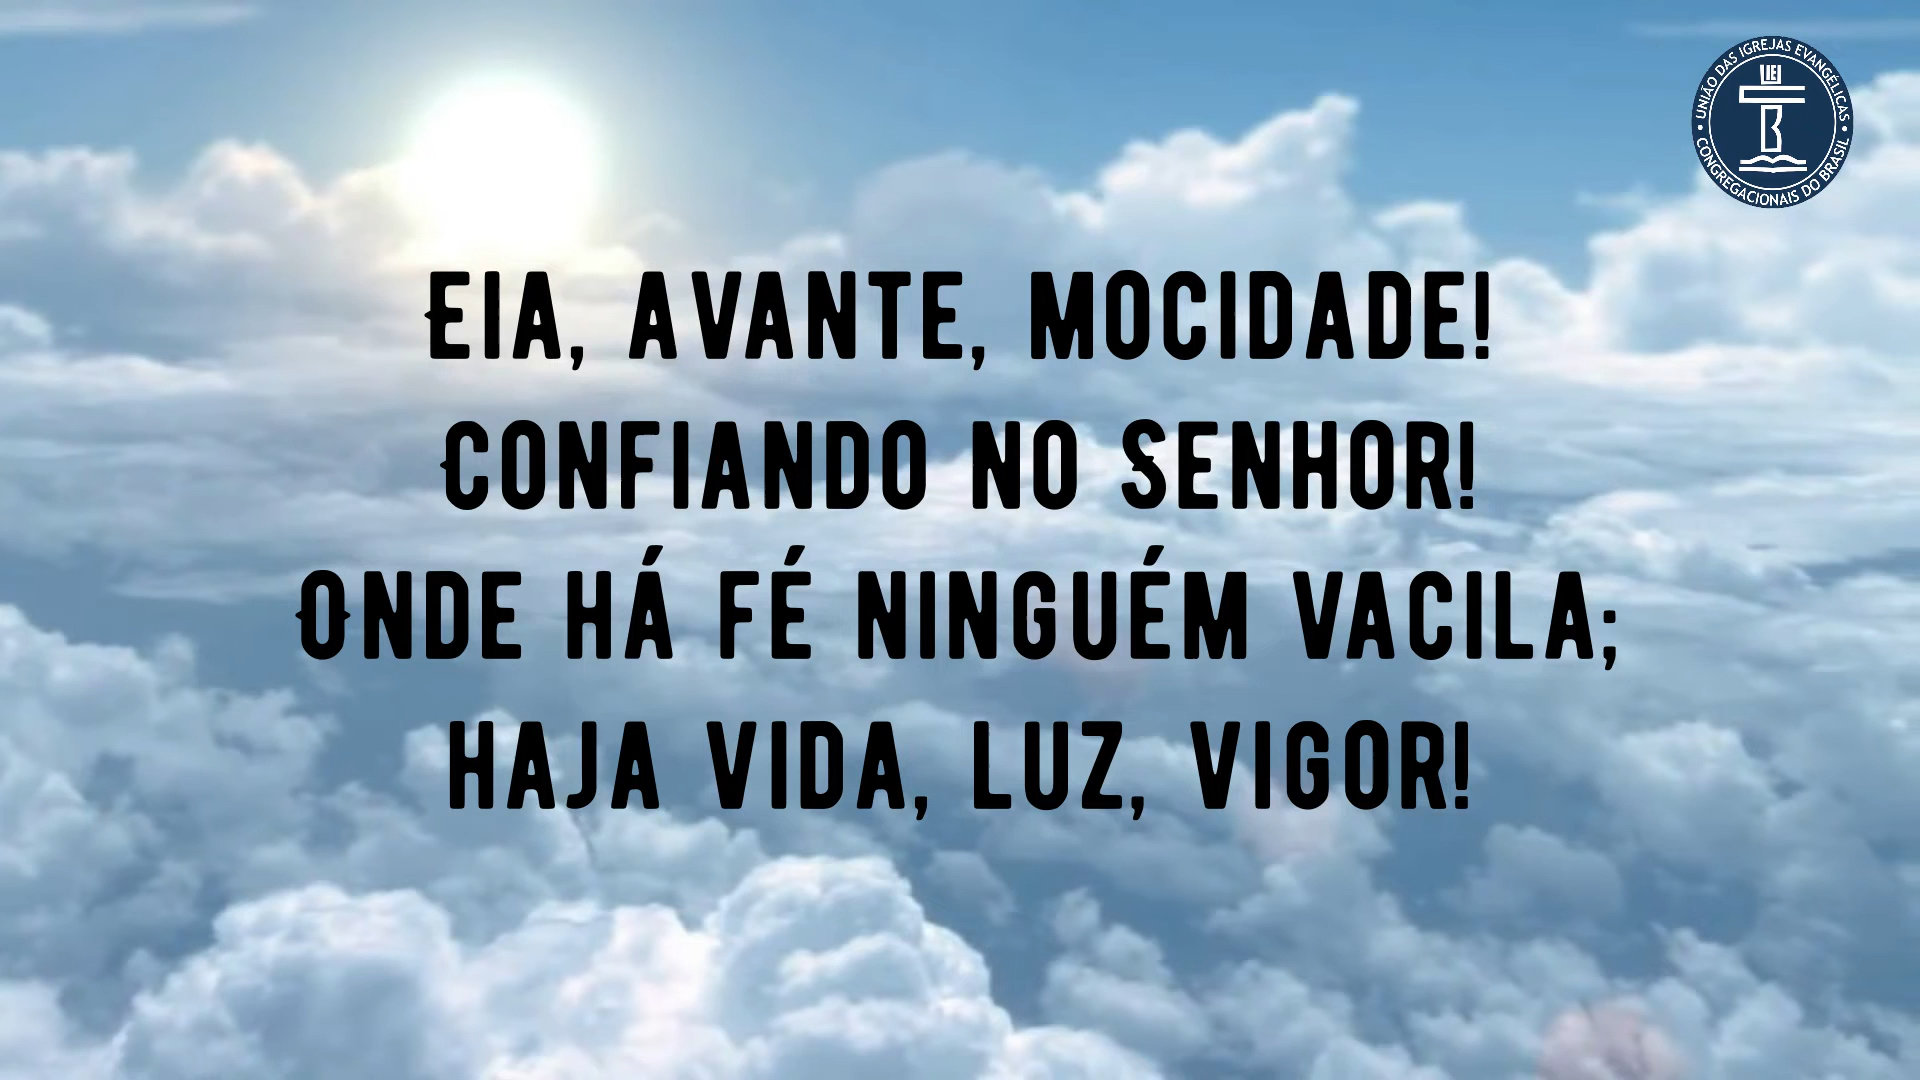 UNIÃO DAS IGREJAS EVANGÉLICAS
CONGREGACIONAIS DO BRASIL
Eia, avante, mocidade!
Confiando no Senhor!
Onde há fé ninguém vacila;
haja vida, luz, vigor!